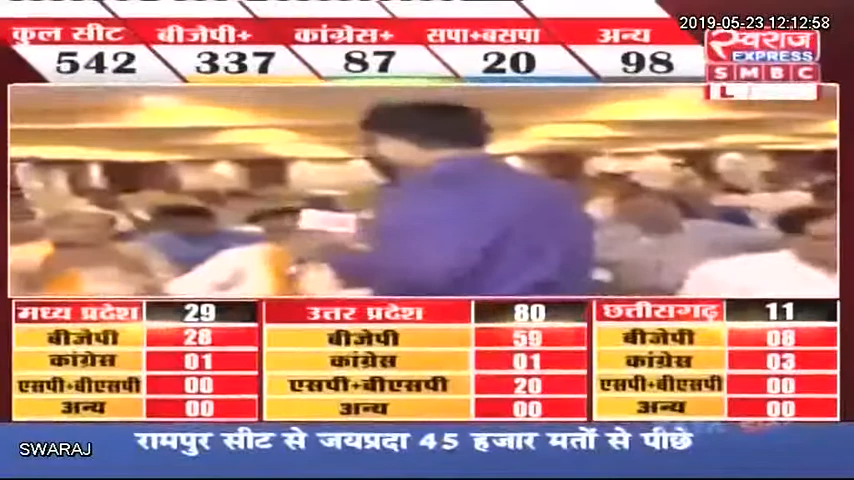 2019-05-23 12:12:58
कुल सीट बीजेपी+ कांग्रेस+ सपा+बसपा अन्य
542 337 87 20 98
स्वराज
EXPRESS
SMBC
L
मध्य प्रदेश 29 उत्तर प्रदेश 80 छत्तीसगढ़ 11
बीजेपी 28 बीजेपी 59 बीजेपी 08
कांग्रेस 01 कांग्रेस 01 कांग्रेस 03
एसपी+बीएसपी 00 एसपी+बीएसपी 20 एसपी+बीएसपी 00
अन्य 00 अन्य 00 अन्य 00
SWARAJ रामपुर सीट से जयाप्रदा 45 हजार मतों से पीछे